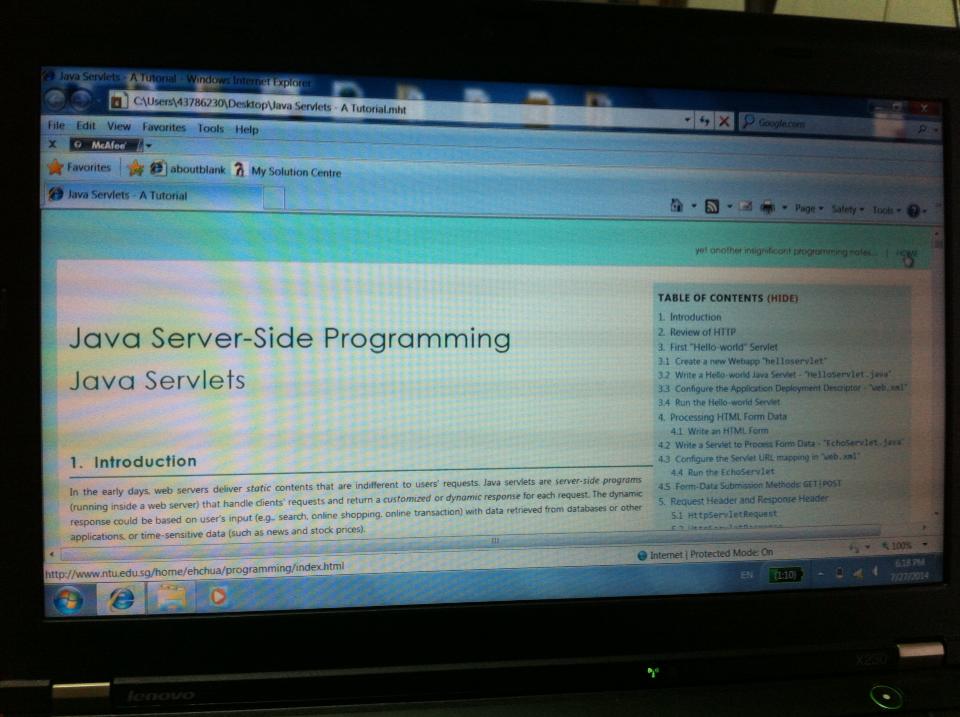 Java Servlets - A Tutorial - Windows Internet Explorer
C:\Users\43786230\Desktop\Java Servlets - A Tutorial.mht
Google.com
File Edit View Favorites Tools Help
X McAfee
Favorites aboutblank My Solution Centre
Java Servlets - A Tutorial
Page Safety Tools
yet another insignificant programming notes... | HOME
Java Server-Side Programming
Java Servlets
1. Introduction
In the early days, web servers deliver static contents that are indifferent to users' requests. Java servlets are server-side programs
(running inside a web server) that handle clients' requests and return a customized or dynamic response for each request. The dynamic
response could be based on user's input (e.g., search, online shopping, online transaction) with data retrieved from databases or other
applications, or time-sensitive data (such as news and stock prices).
TABLE OF CONTENTS (HIDE)
1. Introduction
2. Review of HTTP
3. First "Hello-world" Servlet
3.1 Create a new Webapp "helloservlet"
3.2 Write a Hello-world Java Servlet - "HelloServlet.java"
3.3 Configure the Application Deployment Descriptor - "web.xml"
3.4 Run the Hello-world Servlet
4. Processing HTML Form Data
4.1 Write an HTML Form
4.2 Write a Servlet to Process Form Data - "EchoServlet.java"
4.3 Configure the Servlet URL mapping in "web.xml"
4.4 Run the EchoServlet
4.5 Form-Data Submission Methods: GET|POST
5. Request Header and Response Header
5.1 HttpServletRequest
5.2 HttpServletResponse
Internet | Protected Mode: On
100%
http://www.ntu.edu.sg/home/ehchua/programming/index.html
EN (1:10) 6:18 PM
7/27/2014
X230
lenovo